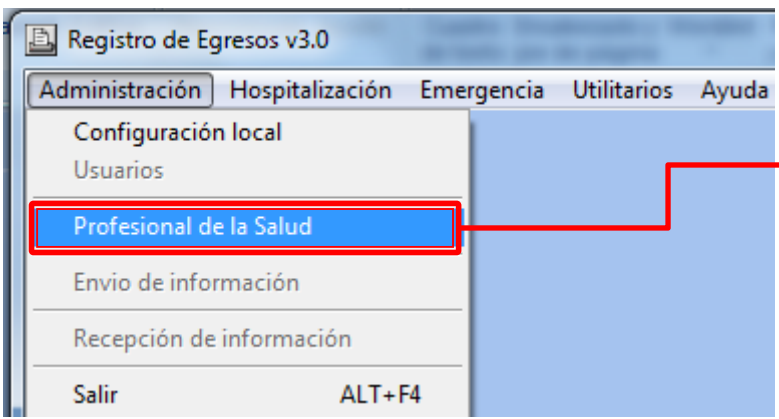 Registro de Egresos v3.0
Administración Hospitalización Emergencia Utilitarios Ayuda
Configuración local
Usuarios
Profesional de la Salud
Envio de información
Recepción de información
Salir ALT+F4